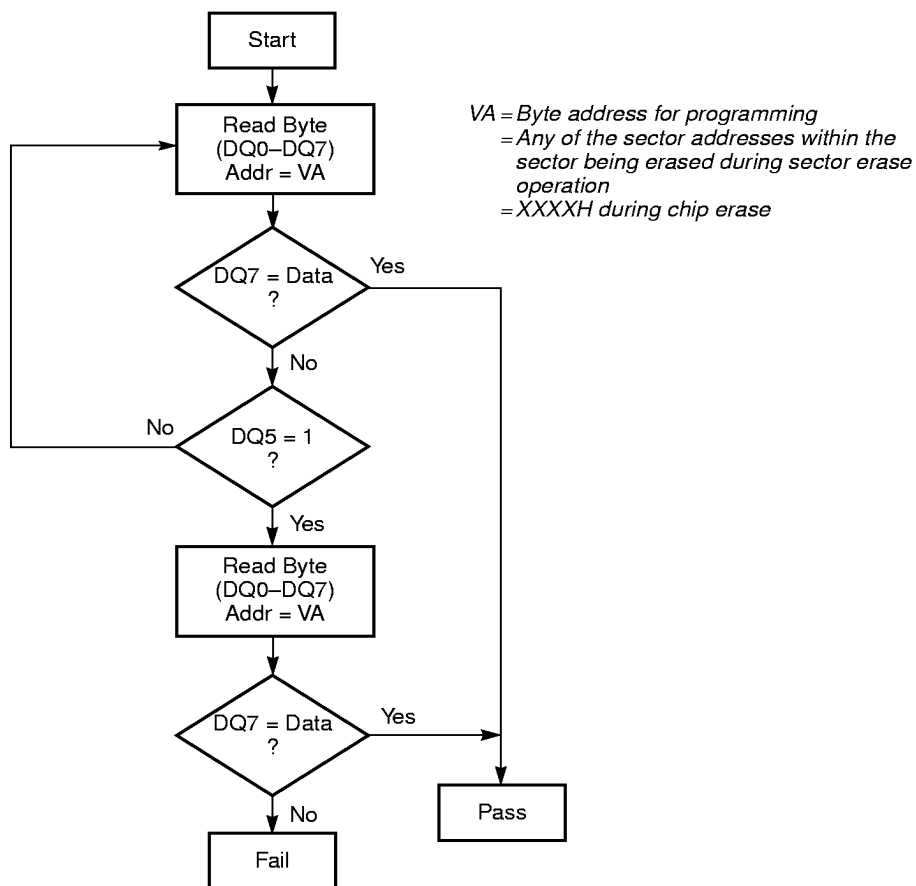 Start
Read Byte
(DQ0–DQ7)
Addr = VA
VA = Byte address for programming
= Any of the sector addresses within the
sector being erased during sector erase
operation
= XXXXH during chip erase
DQ7 = Data
?
Yes
No
DQ5 = 1
?
No
Yes
Read Byte
(DQ0–DQ7)
Addr = VA
DQ7 = Data
?
Yes
No
Pass
Fail